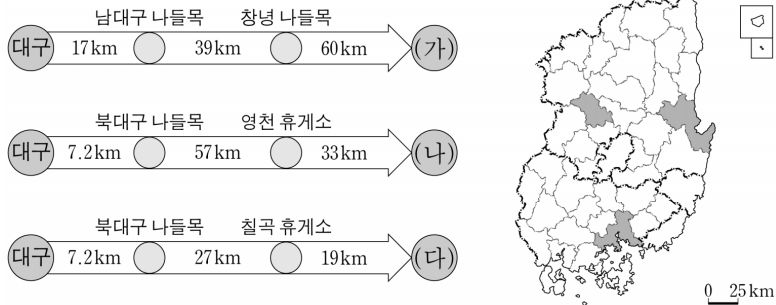 남대구 나들목 창녕 나들목
대구 17km 39km 60km (가)
북대구 나들목 영천 휴게소
대구 7.2km 57km 33km (나)
북대구 나들목 칠곡 휴게소
대구 7.2km 27km 19km (다)
0 25km